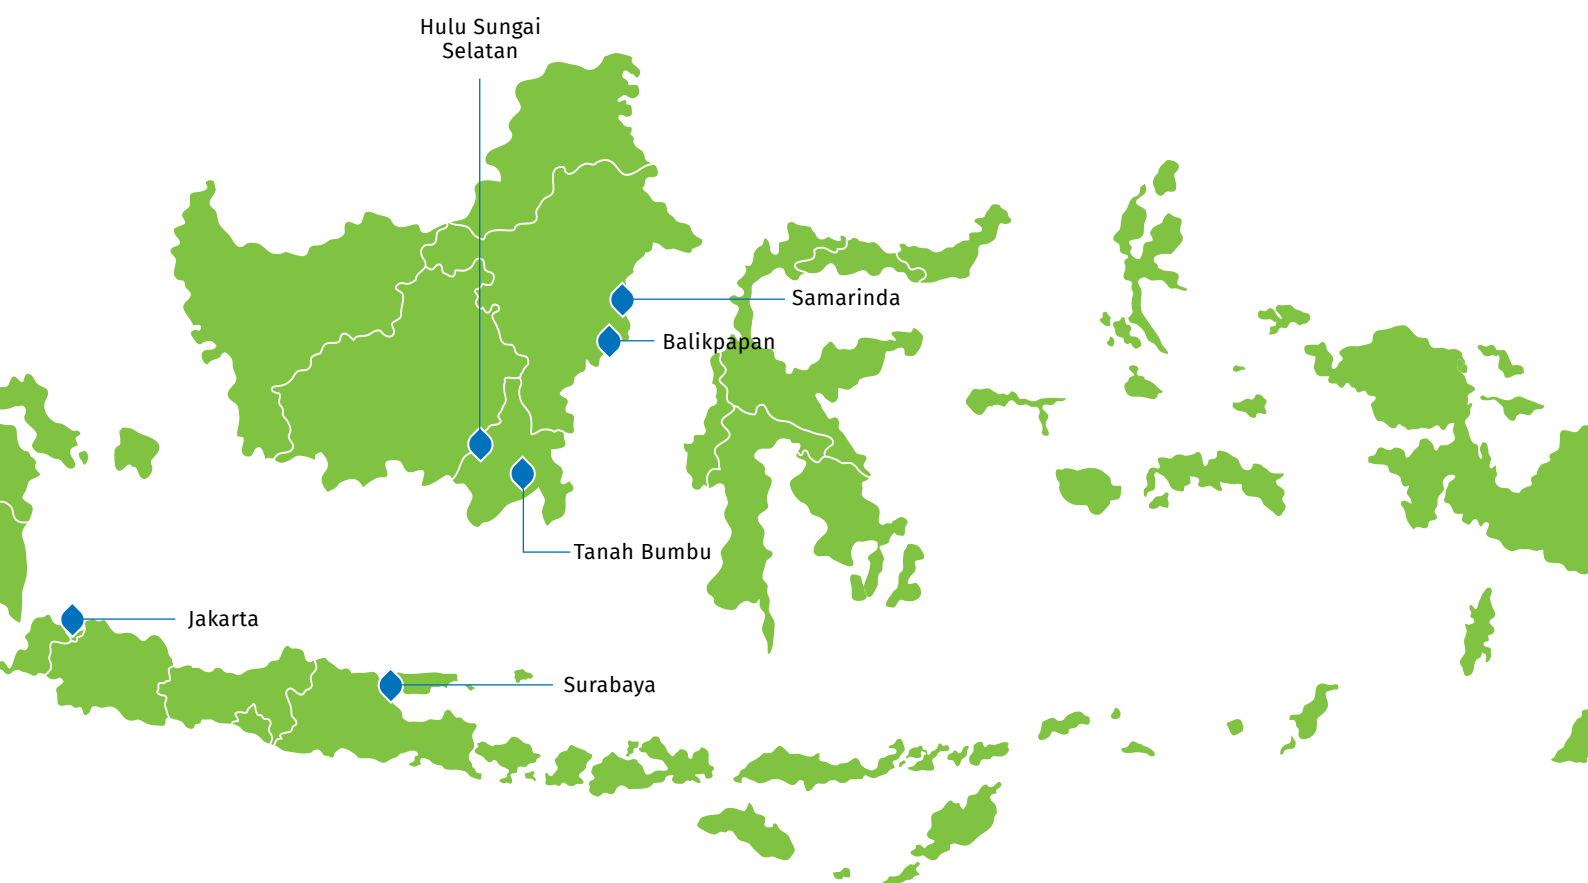 Hulu Sungai
Selatan
Samarinda
Balikpapan
Tanah Bumbu
Jakarta
Surabaya